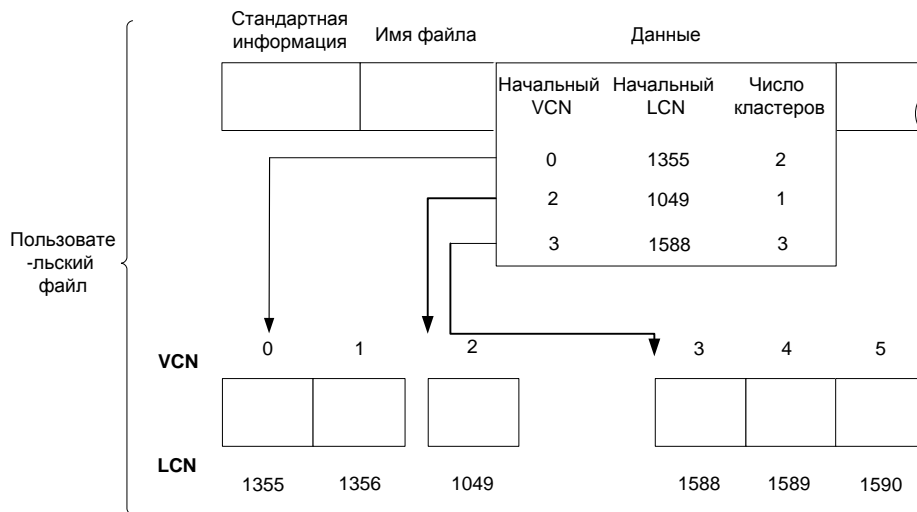 Стандартная
информация
Имя файла
Данные
Начальный
VCN
Начальный
LCN
Число
кластеров
0 1355 2
2 1049 1
3 1588 3
Пользовате
-льский
файл
VCN 0 1 2 3 4 5
LCN
1355 1356 1049 1588 1589 1590